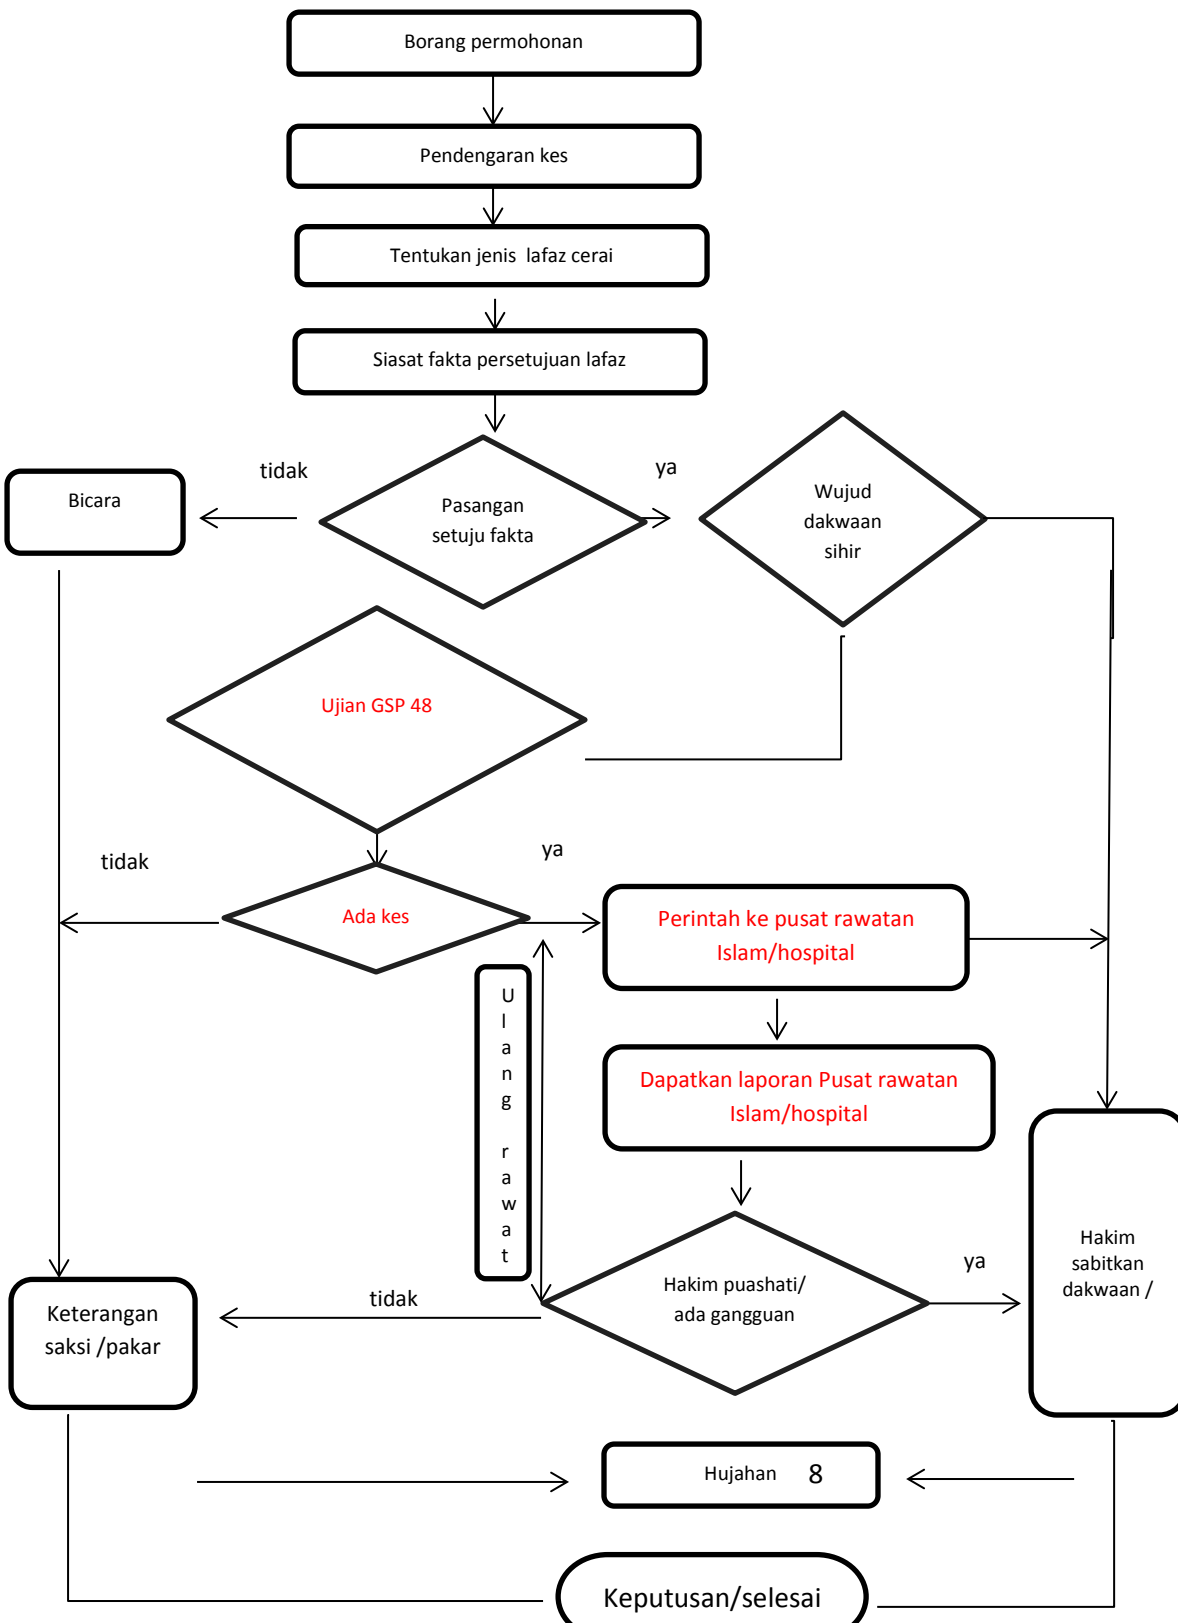 Borang permohonan
Pendengaran kes
Tentukan jenis lafaz cerai
Siasat fakta persetujuan lafaz
tidak
ya
Bicara
Pasangan
setuju fakta
Wujud
dakwaan
sihir
Ujian GSP 48
tidak
ya
Ada kes
Perintah ke pusat rawatan
Islam/hospital
Ulang rawat
Dapatkan laporan Pusat rawatan
Islam/hospital
Hakim puashati/
ada gangguan
ya
tidak
Hakim
sabitkan
dakwaan /
Keterangan
saksi /pakar
Hujahan 8
Keputusan/selesai